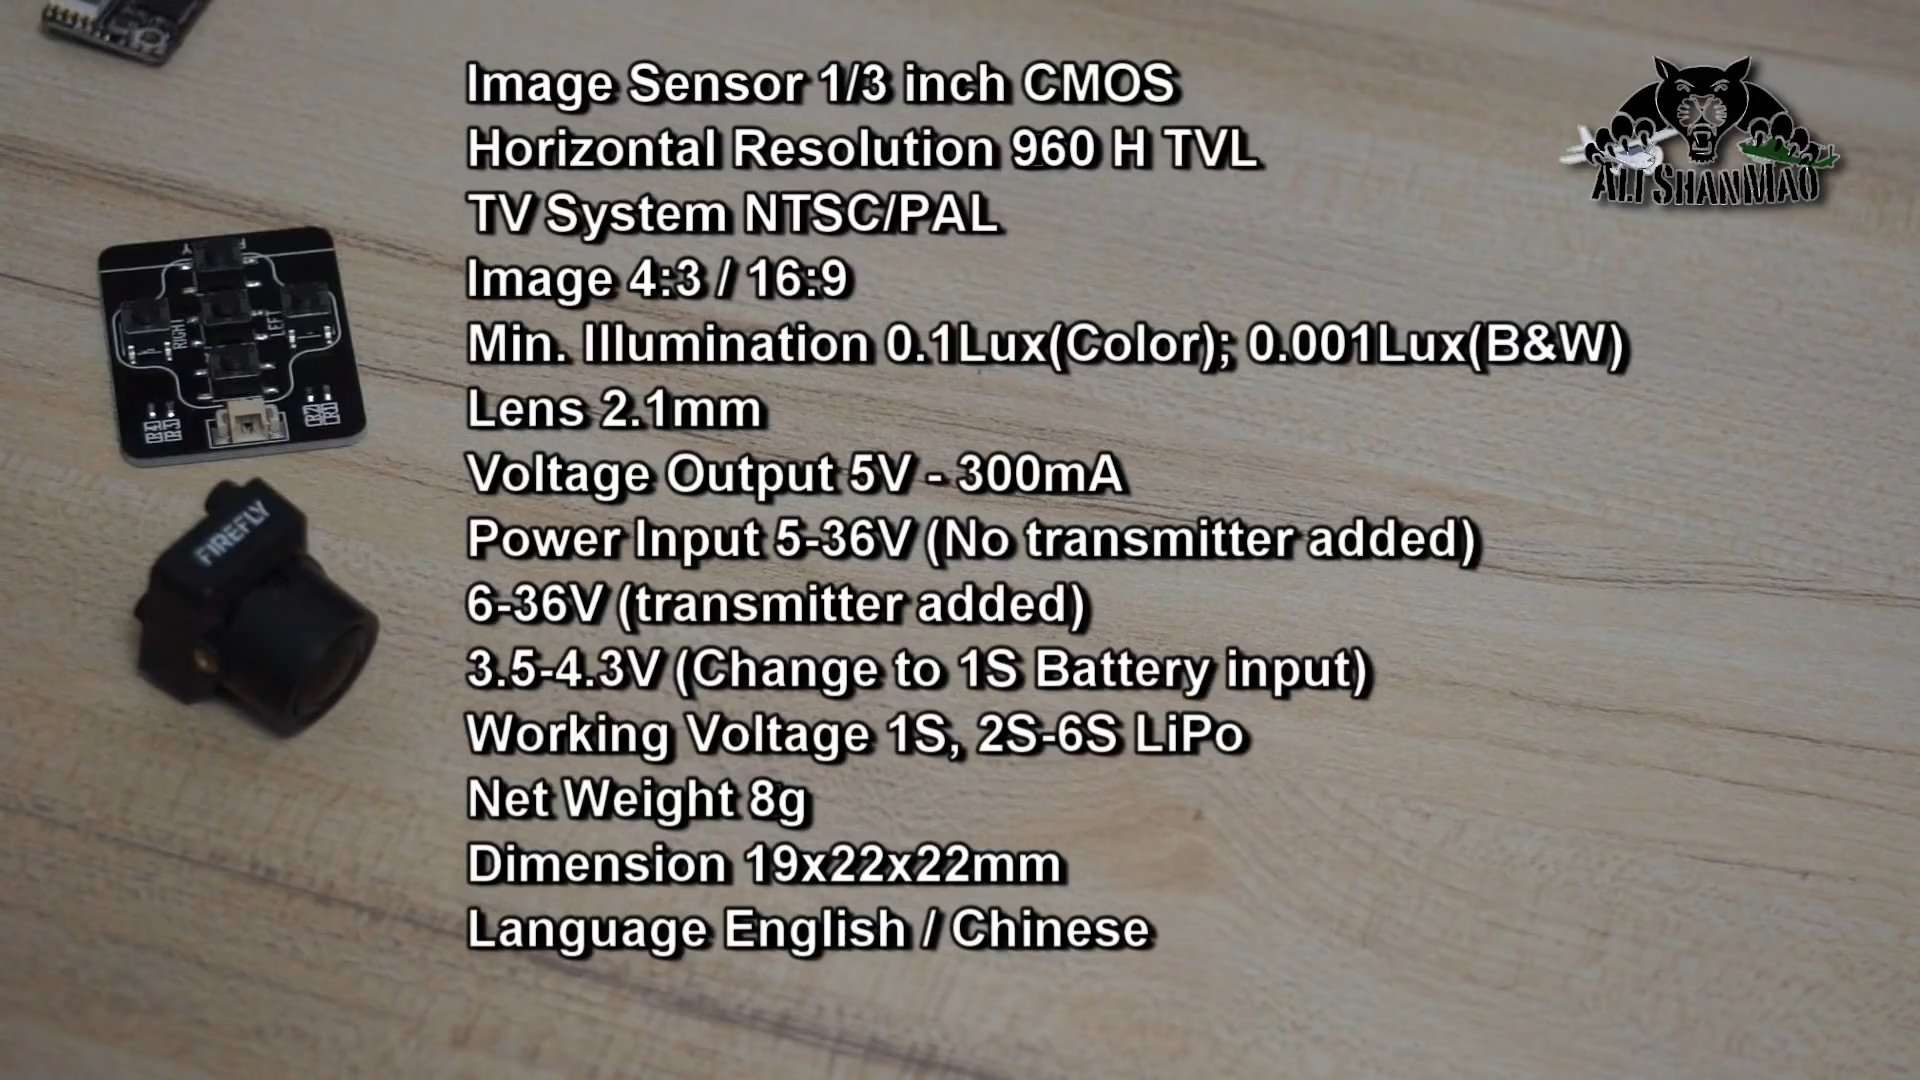 Image Sensor 1/3 inch CMOS
Horizontal Resolution 960 H TVL
TV System NTSC/PAL
Image 4:3 / 16:9
Min. Illumination 0.1Lux(Color); 0.001Lux(B&W)
Lens 2.1mm
Voltage Output 5V - 300mA
Power Input 5-36V (No transmitter added)
6-36V (transmitter added)
3.5-4.3V (Change to 1S Battery input)
Working Voltage 1S, 2S-6S LiPo
Net Weight 8g
Dimension 19x22x22mm
Language English / Chinese
ALI SHANMAO
RIGHT
LEFT
FIREFLY